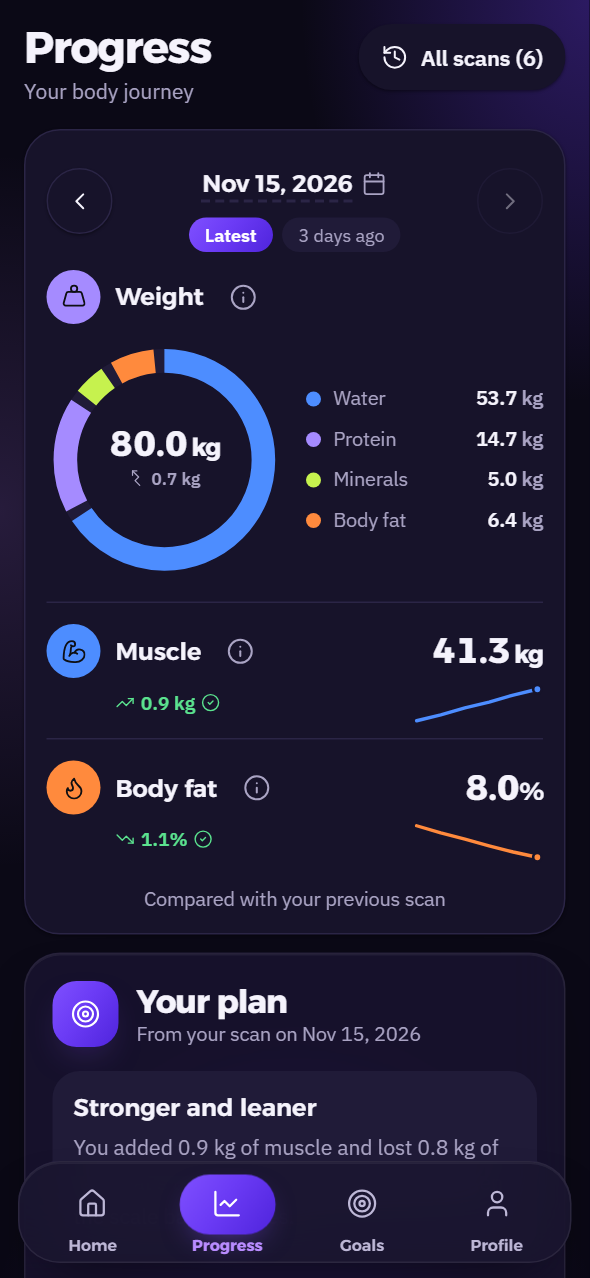 Progress
Your body journey
All scans (6)
Nov 15, 2026
Latest
3 days ago
Weight
80.0 kg
0.7 kg
Water 53.7 kg
Protein 14.7 kg
Minerals 5.0 kg
Body fat 6.4 kg
Muscle
41.3 kg
0.9 kg
Body fat
8.0%
1.1%
Compared with your previous scan
Your plan
From your scan on Nov 15, 2026
Stronger and leaner
You added 0.9 kg of muscle and lost 0.8 kg of
Home
Progress
Goals
Profile